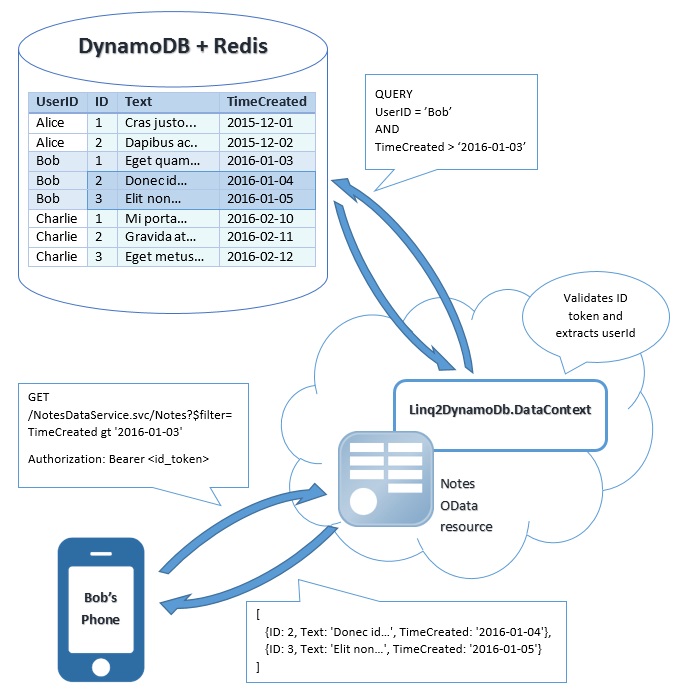 DynamoDB + Redis
UserID ID Text TimeCreated
Alice 1 Cras justo... 2015-12-01
Alice 2 Dapibus ac.. 2015-12-02
Bob 1 Eget quam... 2016-01-03
Bob 2 Donec id... 2016-01-04
Bob 3 Elit non... 2016-01-05
Charlie 1 Mi porta... 2016-02-10
Charlie 2 Gravida at... 2016-02-11
Charlie 3 Eget metus... 2016-02-12
QUERY
UserID = ‘Bob’
AND
TimeCreated > ‘2016-01-03’
Validates ID
token and
extracts userId
Linq2DynamoDb.DataContext
Notes
OData
resource
GET
/NotesDataService.svc/Notes?$filter=
TimeCreated gt '2016-01-03'
Authorization: Bearer <id_token>
Bob’s
Phone
[
{ID: 2, Text: 'Donec id...', TimeCreated: '2016-01-04'},
{ID: 3, Text: 'Elit non...', TimeCreated: '2016-01-05'}
]